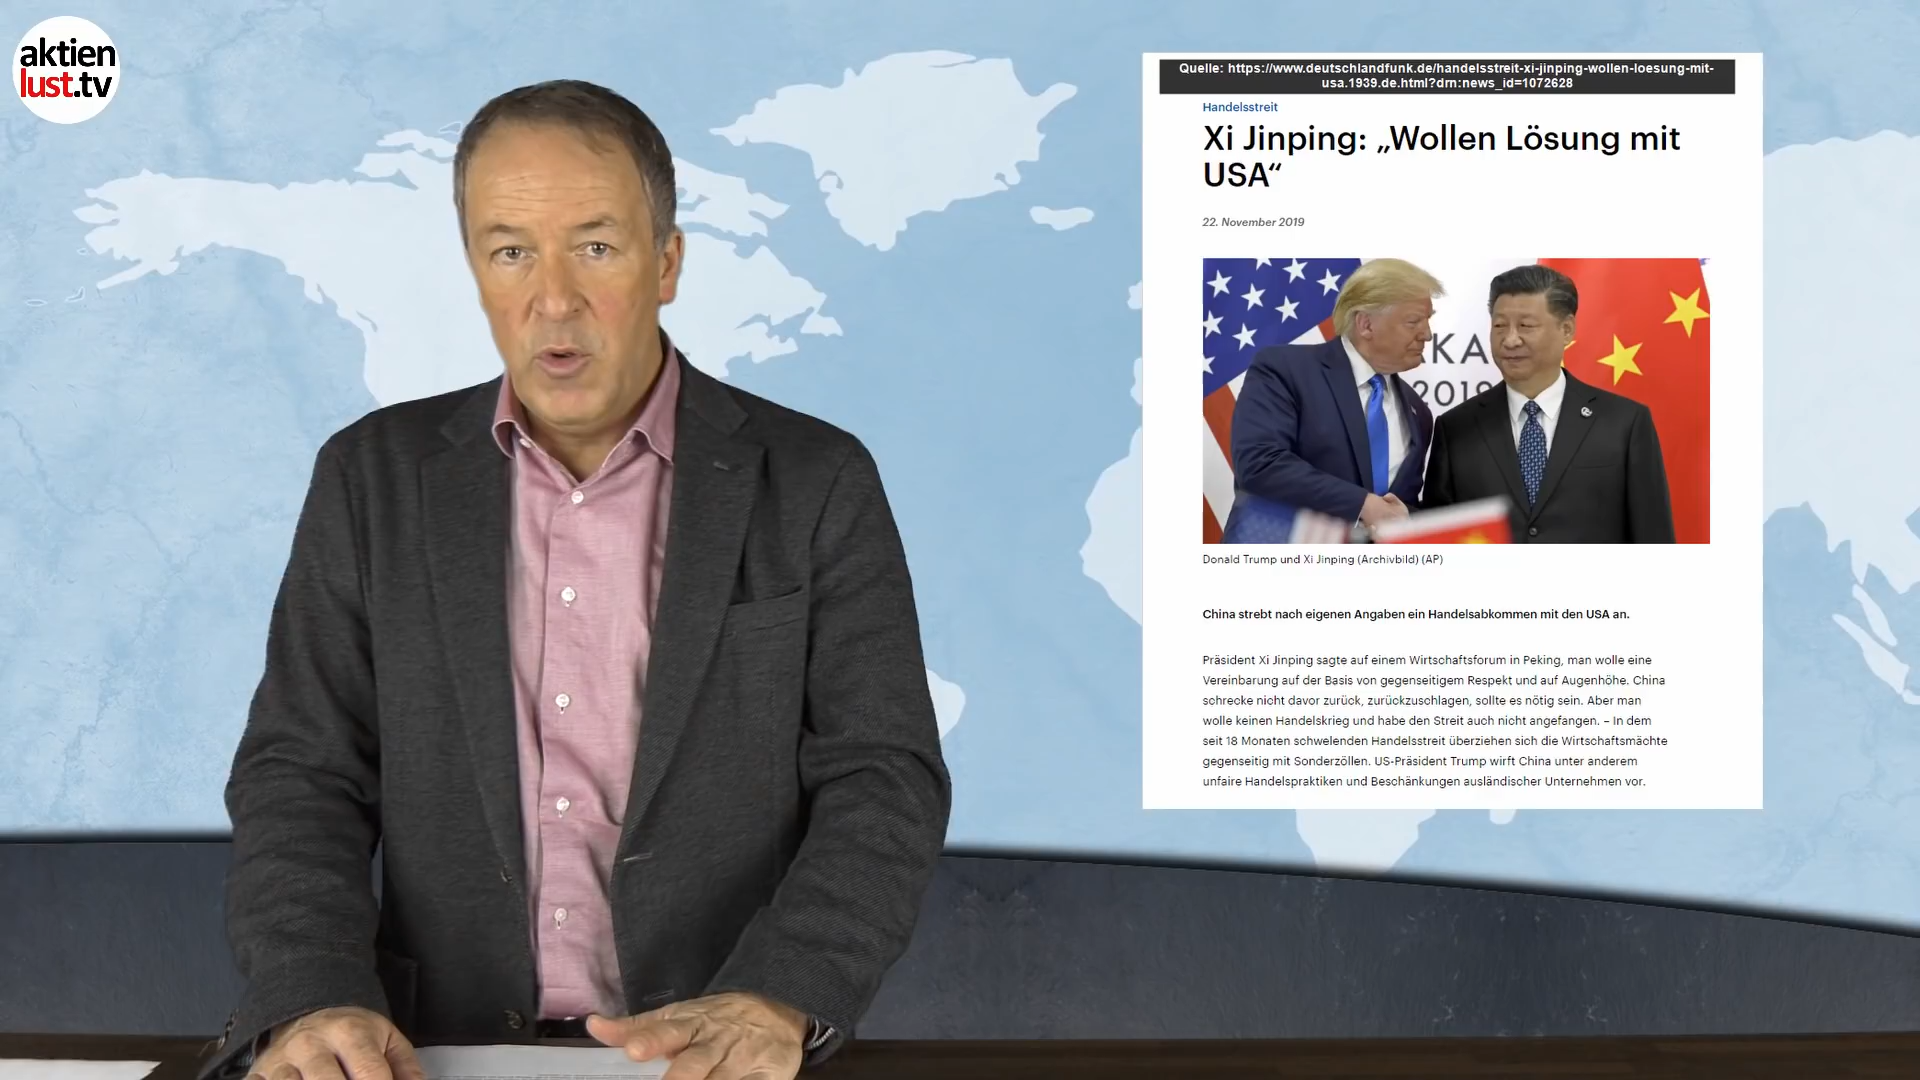 aktien
lust.tv
Quelle: https://www.deutschlandfunk.de/handelsstreit-xi-jinping-wollen-loesung-mit-
usa.1939.de.html?drn:news_id=1072628
Handelsstreit
Xi Jinping: „Wollen Lösung mit
USA“
22. November 2019
KA
2019
Donald Trump und Xi Jinping (Archivbild) (AP)
China strebt nach eigenen Angaben ein Handelsabkommen mit den USA an.
Präsident Xi Jinping sagte auf einem Wirtschaftsforum in Peking, man wolle eine
Vereinbarung auf der Basis von gegenseitigem Respekt und auf Augenhöhe. China
schrecke nicht davor zurück, zurückzuschlagen, sollte es nötig sein. Aber man
wolle keinen Handelskrieg und habe den Streit auch nicht angefangen. – In dem
seit 18 Monaten schwelenden Handelsstreit überziehen sich die Wirtschaftsmächte
gegenseitig mit Sonderzöllen. US-Präsident Trump wirft China unter anderem
unfaire Handelspraktiken und Beschänkungen ausländischer Unternehmen vor.